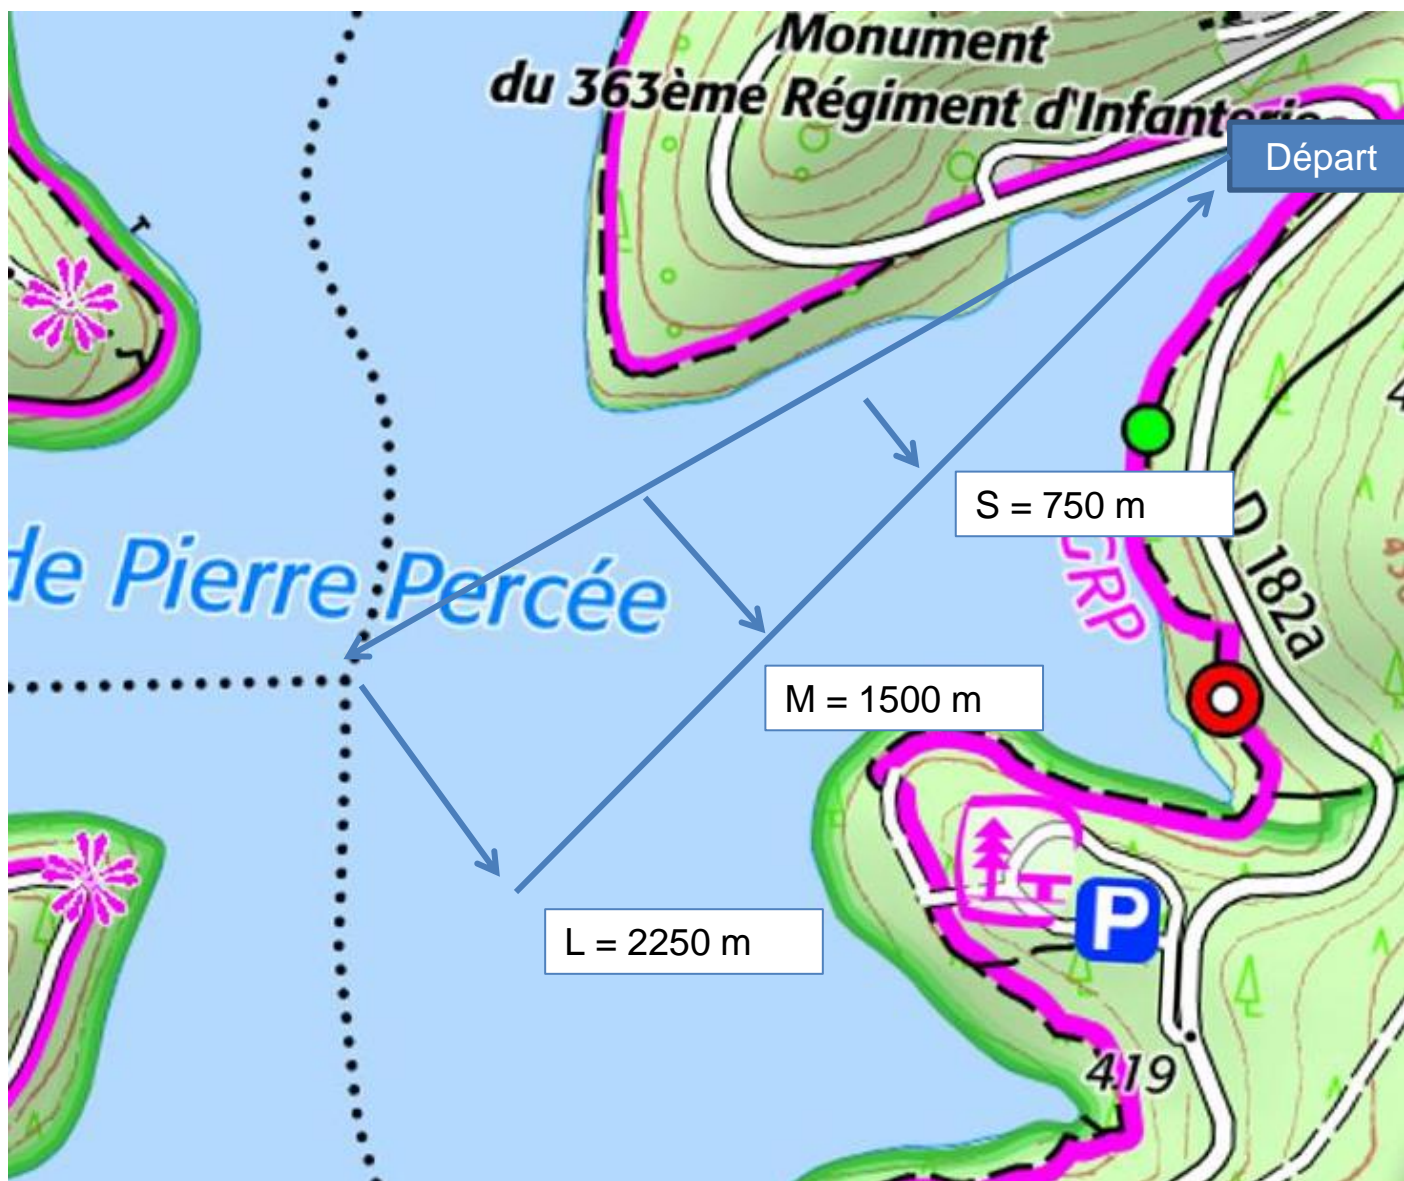 Monument
du 363ème Régiment d'Infanterie
Départ
S = 750 m
de Pierre Percée
GRP
D 182a
M = 1500 m
P
L = 2250 m
419